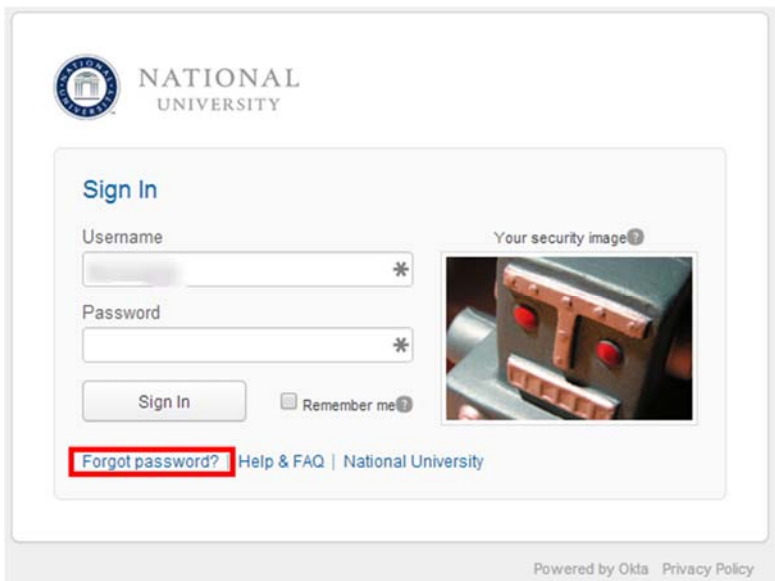 NATIONAL
UNIVERSITY
Sign In
Username
Your security image
Password
Sign In
Remember me
Forgot password? | Help & FAQ | National University
Powered by Okta Privacy Policy